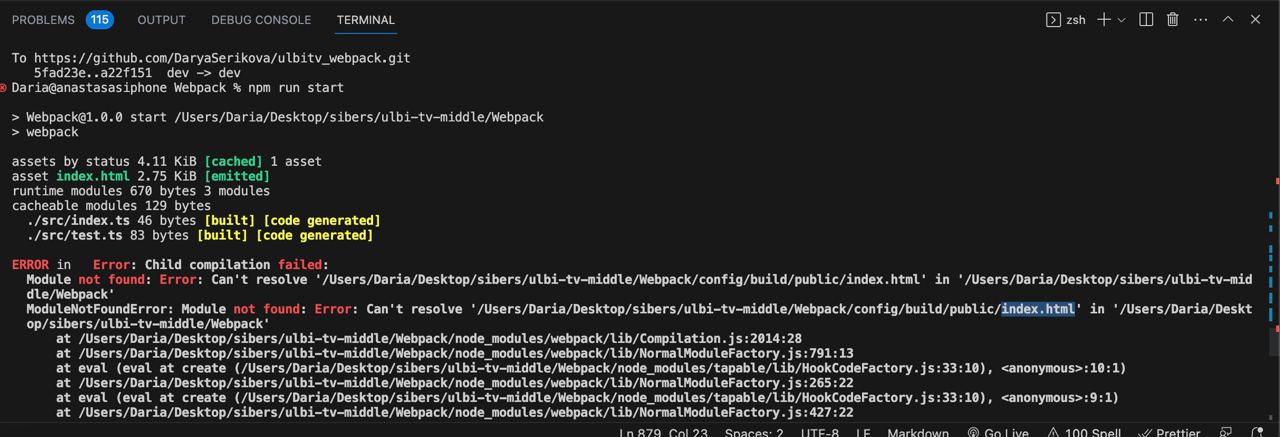 PROBLEMS 115 OUTPUT DEBUG CONSOLE TERMINAL zsh
To https://github.com/DaryaSerikova/ulbitv_webpack.git
5fad23e..a22f151 dev -> dev
Daria@anastasasiphone Webpack % npm run start
> Webpack@1.0.0 start /Users/Daria/Desktop/sibers/ulbi-tv-middle/Webpack
> webpack
assets by status 4.11 KiB [cached] 1 asset
asset index.html 2.75 KiB [emitted]
runtime modules 670 bytes 3 modules
cacheable modules 129 bytes
./src/index.ts 46 bytes [built] [code generated]
./src/test.ts 83 bytes [built] [code generated]
ERROR in   Error: Child compilation failed:
Module not found: Error: Can't resolve '/Users/Daria/Desktop/sibers/ulbi-tv-middle/Webpack/config/build/public/index.html' in '/Users/Daria/Desktop/sibers/ulbi-tv-mid
dle/Webpack'
ModuleNotFoundError: Module not found: Error: Can't resolve '/Users/Daria/Desktop/sibers/ulbi-tv-middle/Webpack/config/build/public/index.html' in '/Users/Daria/Deskt
op/sibers/ulbi-tv-middle/Webpack'
at /Users/Daria/Desktop/sibers/ulbi-tv-middle/Webpack/node_modules/webpack/lib/Compilation.js:2014:28
at /Users/Daria/Desktop/sibers/ulbi-tv-middle/Webpack/node_modules/webpack/lib/NormalModuleFactory.js:791:13
at eval (eval at create (/Users/Daria/Desktop/sibers/ulbi-tv-middle/Webpack/node_modules/tapable/lib/HookCodeFactory.js:33:10), <anonymous>:10:1)
at /Users/Daria/Desktop/sibers/ulbi-tv-middle/Webpack/node_modules/webpack/lib/NormalModuleFactory.js:265:22
at eval (eval at create (/Users/Daria/Desktop/sibers/ulbi-tv-middle/Webpack/node_modules/tapable/lib/HookCodeFactory.js:33:10), <anonymous>:9:1)
at /Users/Daria/Desktop/sibers/ulbi-tv-middle/Webpack/node_modules/webpack/lib/NormalModuleFactory.js:427:22
Ln 879, Col 23 Spaces: 2 UTF-8 LF Markdown Go Live 100 Spell Prettier